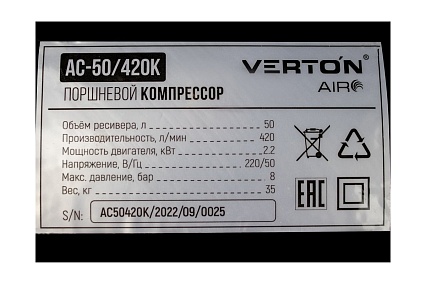 AC-50/420K
VERTON®
AIR
ПОРШНЕВОЙ КОМПРЕССОР
Объём ресивера, л 50
Производительность, л/мин 420
Мощность двигателя, кВт 2.2
Напряжение, В/Гц 220/50
Макс. давление, бар 8
Вес, кг 35
EAC
S/N: AC50420K/2022/09/0025